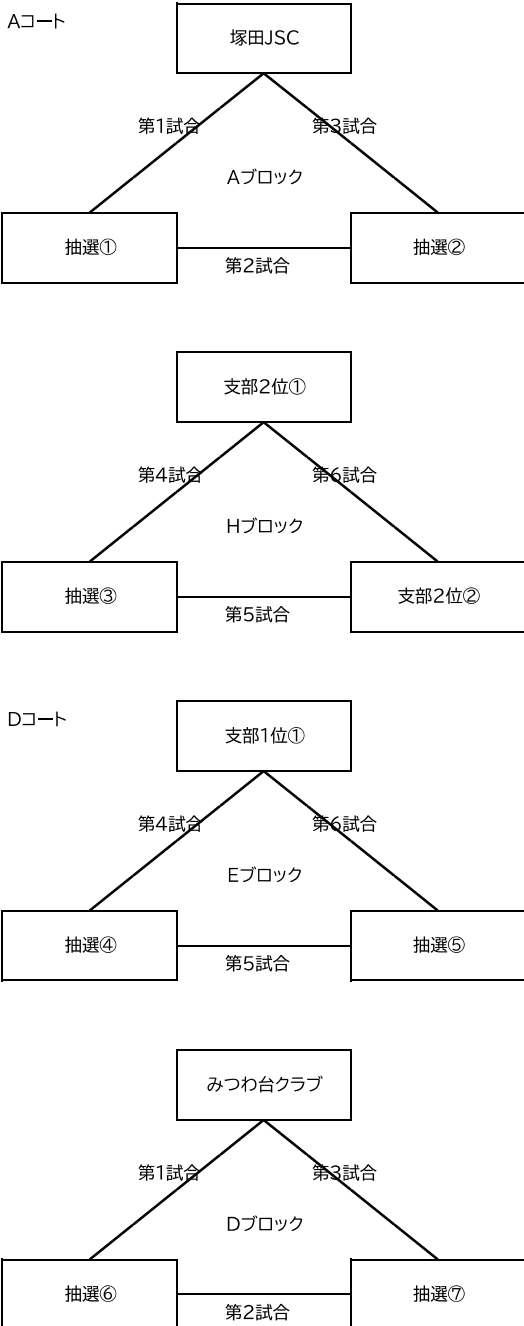 Aコート
塚田JSC
第1試合
第3試合
Aブロック
抽選①
抽選②
第2試合
支部2位①
第4試合
第6試合
Hブロック
抽選③
支部2位②
第5試合
Dコート
支部1位①
第4試合
第6試合
Eブロック
抽選④
抽選⑤
第5試合
みつわ台クラブ
第1試合
第3試合
Dブロック
抽選⑥
抽選⑦
第2試合